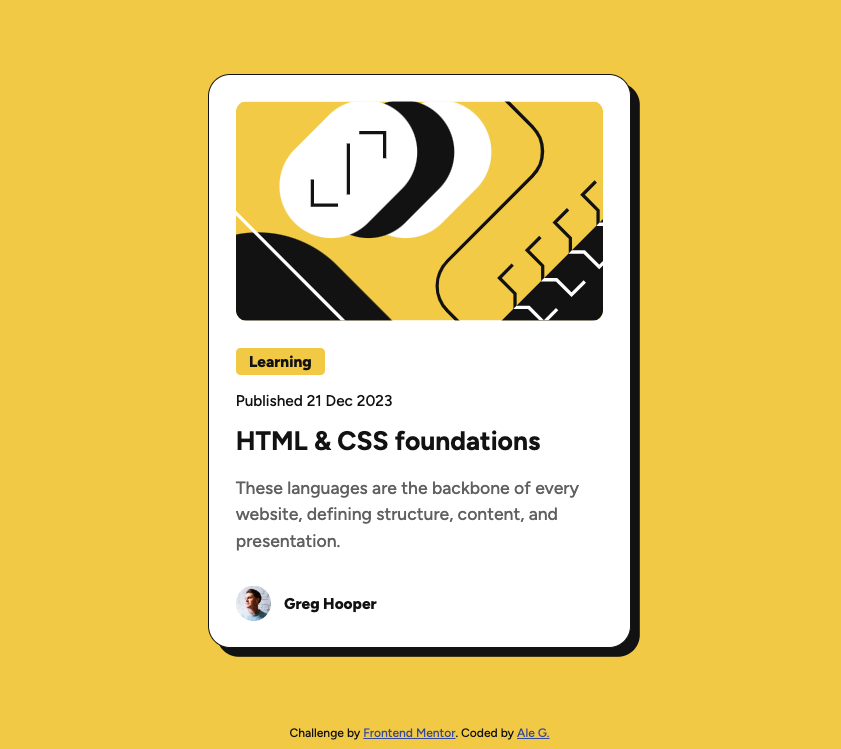 Learning
Published 21 Dec 2023
HTML & CSS foundations
These languages are the backbone of every
website, defining structure, content, and
presentation.
Greg Hooper
Challenge by Frontend Mentor. Coded by Ale G.